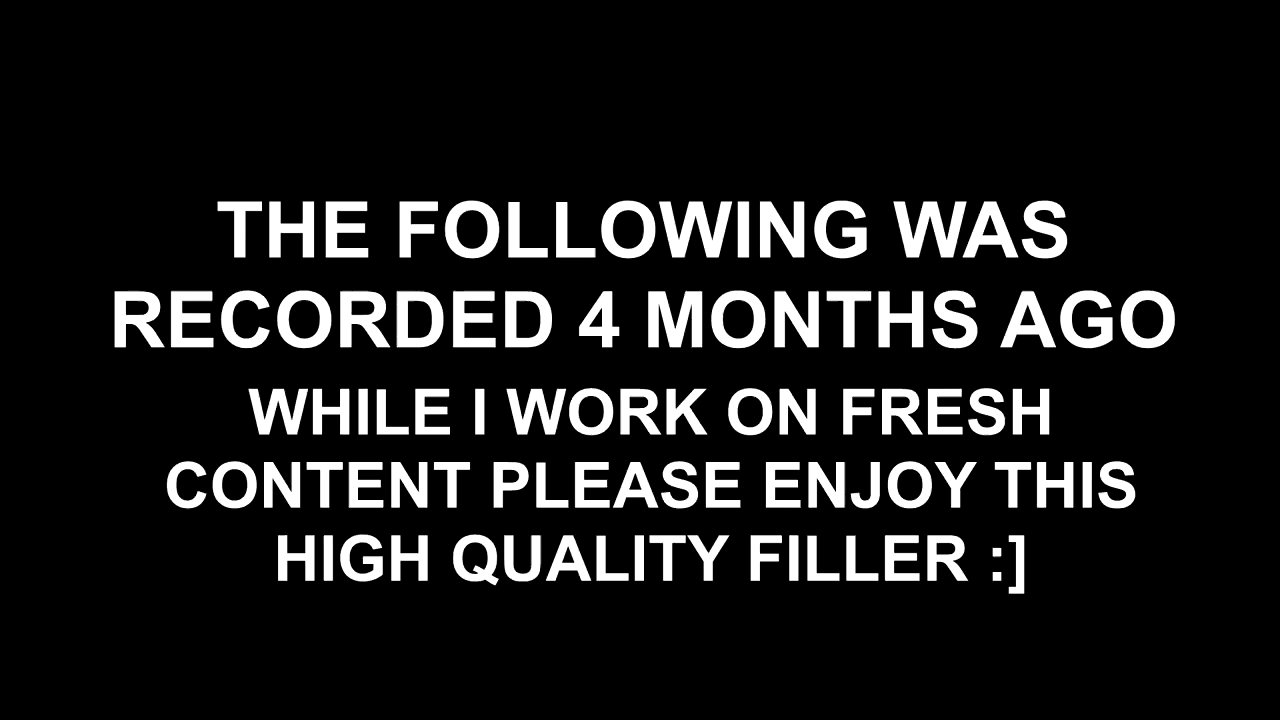 THE FOLLOWING WAS
RECORDED 4 MONTHS AGO
WHILE I WORK ON FRESH
CONTENT PLEASE ENJOY THIS
HIGH QUALITY FILLER :]